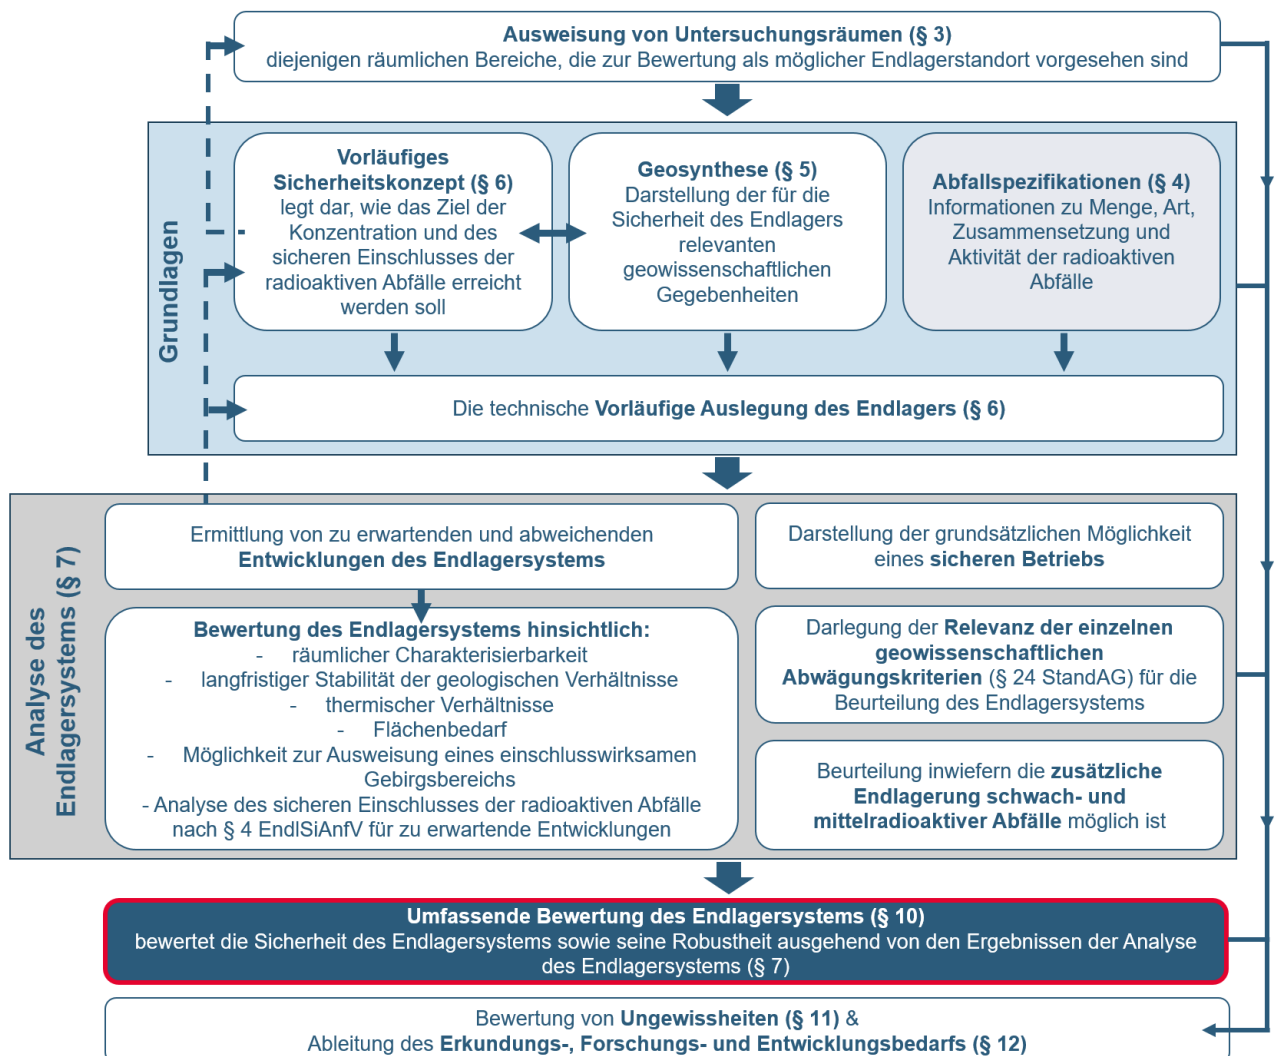 Ausweisung von Untersuchungsräumen (§ 3)
diejenigen räumlichen Bereiche, die zur Bewertung als möglicher Endlagerstandort vorgesehen sind
Grundlagen
Vorläufiges
Sicherheitskonzept (§ 6)
legt dar, wie das Ziel der
Konzentration und des
sicheren Einschlusses der
radioaktiven Abfälle erreicht
werden soll
Geosynthese (§ 5)
Darstellung der für die
Sicherheit des Endlagers
relevanten
geowissenschaftlichen
Gegebenheiten
Abfallspezifikationen (§ 4)
Informationen zu Menge, Art,
Zusammensetzung und
Aktivität der radioaktiven
Abfälle
Die technische Vorläufige Auslegung des Endlagers (§ 6)
Analyse des
Endlagersystems (§ 7)
Ermittlung von zu erwartenden und abweichenden
Entwicklungen des Endlagersystems
Bewertung des Endlagersystems hinsichtlich:
- räumlicher Charakterisierbarkeit
- langfristiger Stabilität der geologischen Verhältnisse
- thermischer Verhältnisse
- Flächenbedarf
- Möglichkeit zur Ausweisung eines einschlusswirksamen
Gebirgsbereichs
- Analyse des sicheren Einschlusses der radioaktiven Abfälle
nach § 4 EndlSiAnfV für zu erwartende Entwicklungen
Darstellung der grundsätzlichen Möglichkeit
eines sicheren Betriebs
Darlegung der Relevanz der einzelnen
geowissenschaftlichen
Abwägungskriterien (§ 24 StandAG) für die
Beurteilung des Endlagersystems
Beurteilung inwiefern die zusätzliche
Endlagerung schwach- und
mittelradioaktiver Abfälle möglich ist
Umfassende Bewertung des Endlagersystems (§ 10)
bewertet die Sicherheit des Endlagersystems sowie seine Robustheit ausgehend von den Ergebnissen der Analyse
des Endlagersystems (§ 7)
Bewertung von Ungewissheiten (§ 11) &
Ableitung des Erkundungs-, Forschungs- und Entwicklungsbedarfs (§ 12)